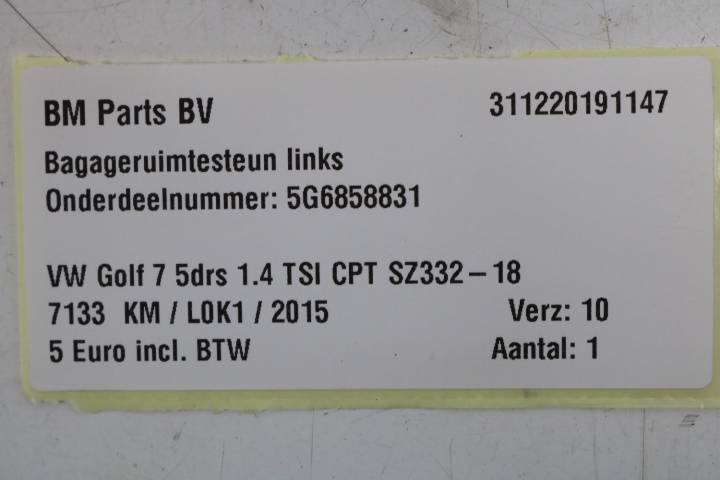 BM Parts BV 311220191147
Bagageruimtesteun links
Onderdeelnummer: 5G6858831
VW Golf 7 5drs 1.4 TSI CPT SZ332-18
7133 KM / L0K1 / 2015 Verz: 10
5 Euro incl. BTW Aantal: 1